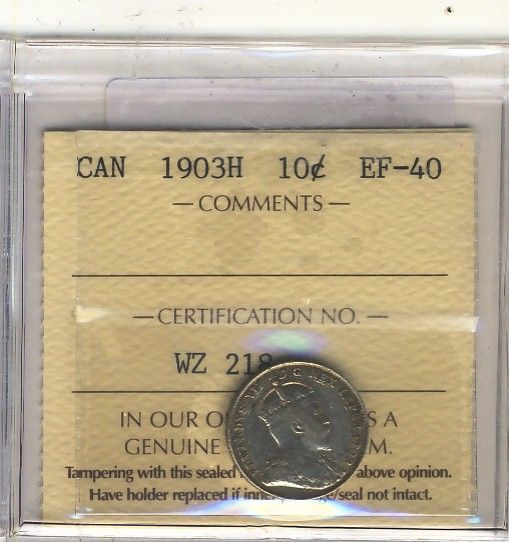 CAN 1903H 10¢ EF-40
— COMMENTS —
— CERTIFICATION NO. —
WZ 218
IN OUR A
GENUINE M.
Tampering with this sealed above opinion.
Have holder replaced if seal not intact.